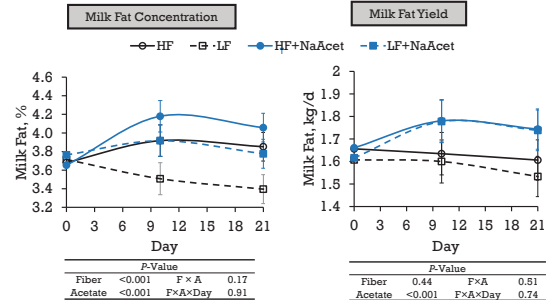 Milk Fat Concentration
Milk Fat Yield
HF LF HF+NaAcet LF+NaAcet
Milk Fat, %
4.6
4.4
4.2
4.0
3.8
3.6
3.4
3.2
0 3 6 9 12 15 18 21
Day
Milk Fat, kg/d
2
1.9
1.8
1.7
1.6
1.5
1.4
0 3 6 9 12 15 18 21
Day
P-Value
Fiber <0.001 F × A 0.17
Acetate <0.001 F×A×Day 0.91
P-Value
Fiber 0.44 F×A 0.51
Acetate <0.001 F×A×Day 0.74